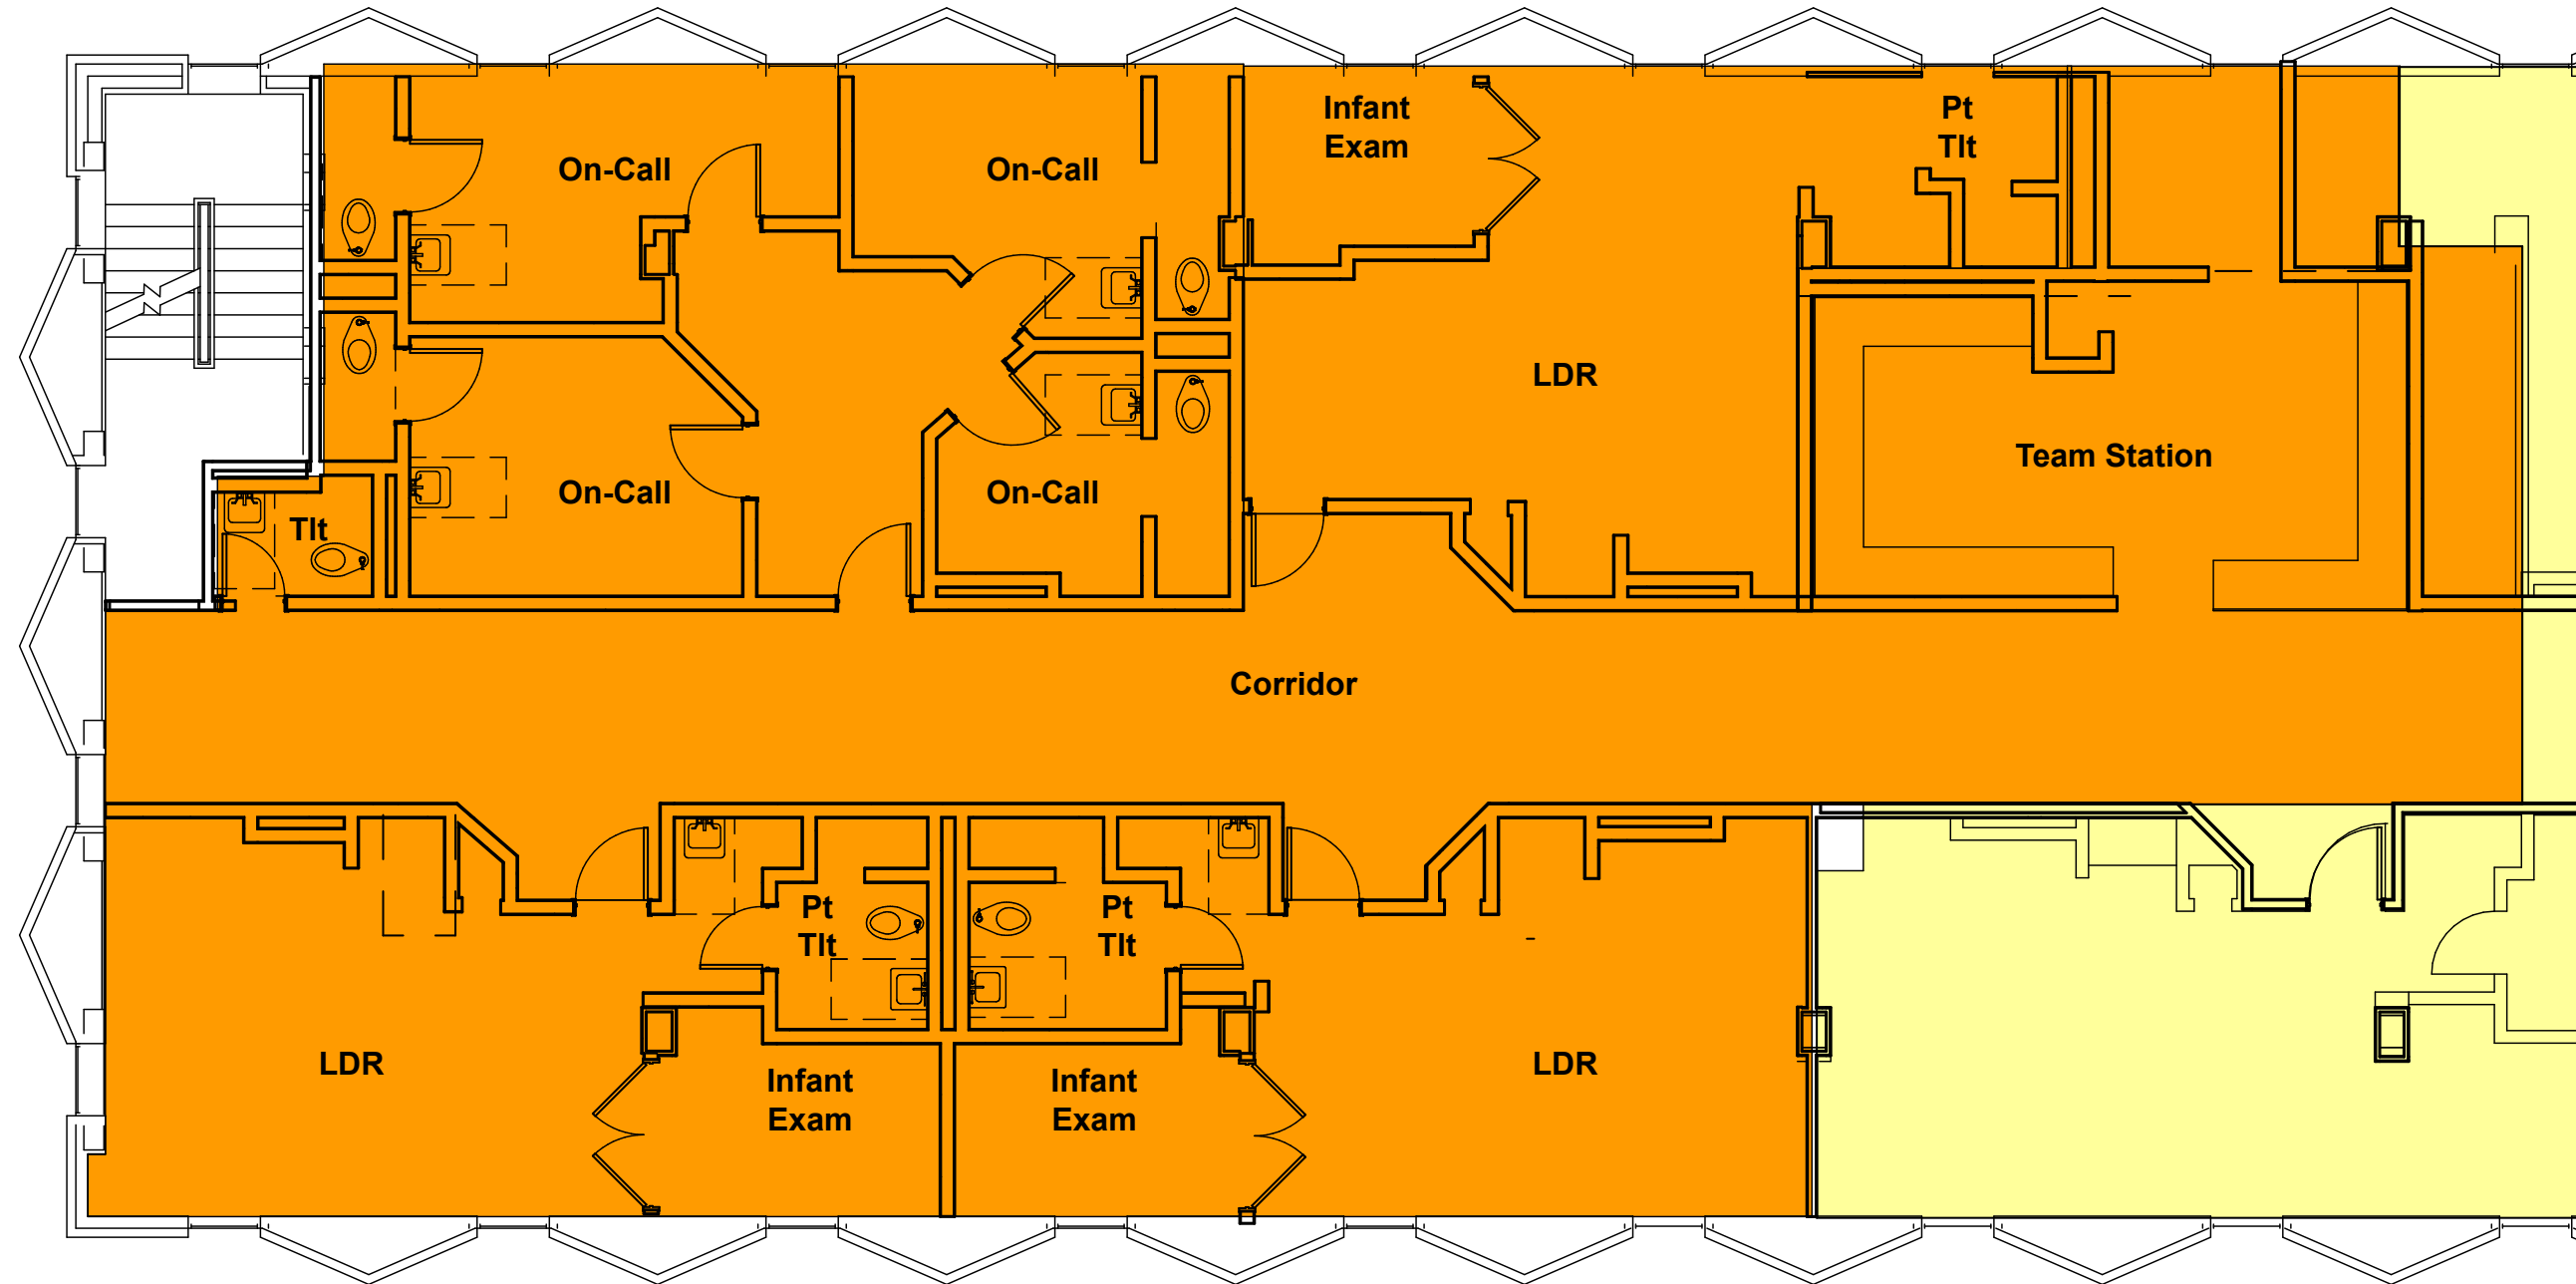 Infant
Exam
Pt
Tlt
On-Call
On-Call
LDR
Team Station
On-Call
On-Call
Tlt
Corridor
Pt
Tlt
Pt
Tlt
LDR
Infant
Exam
Infant
Exam
LDR